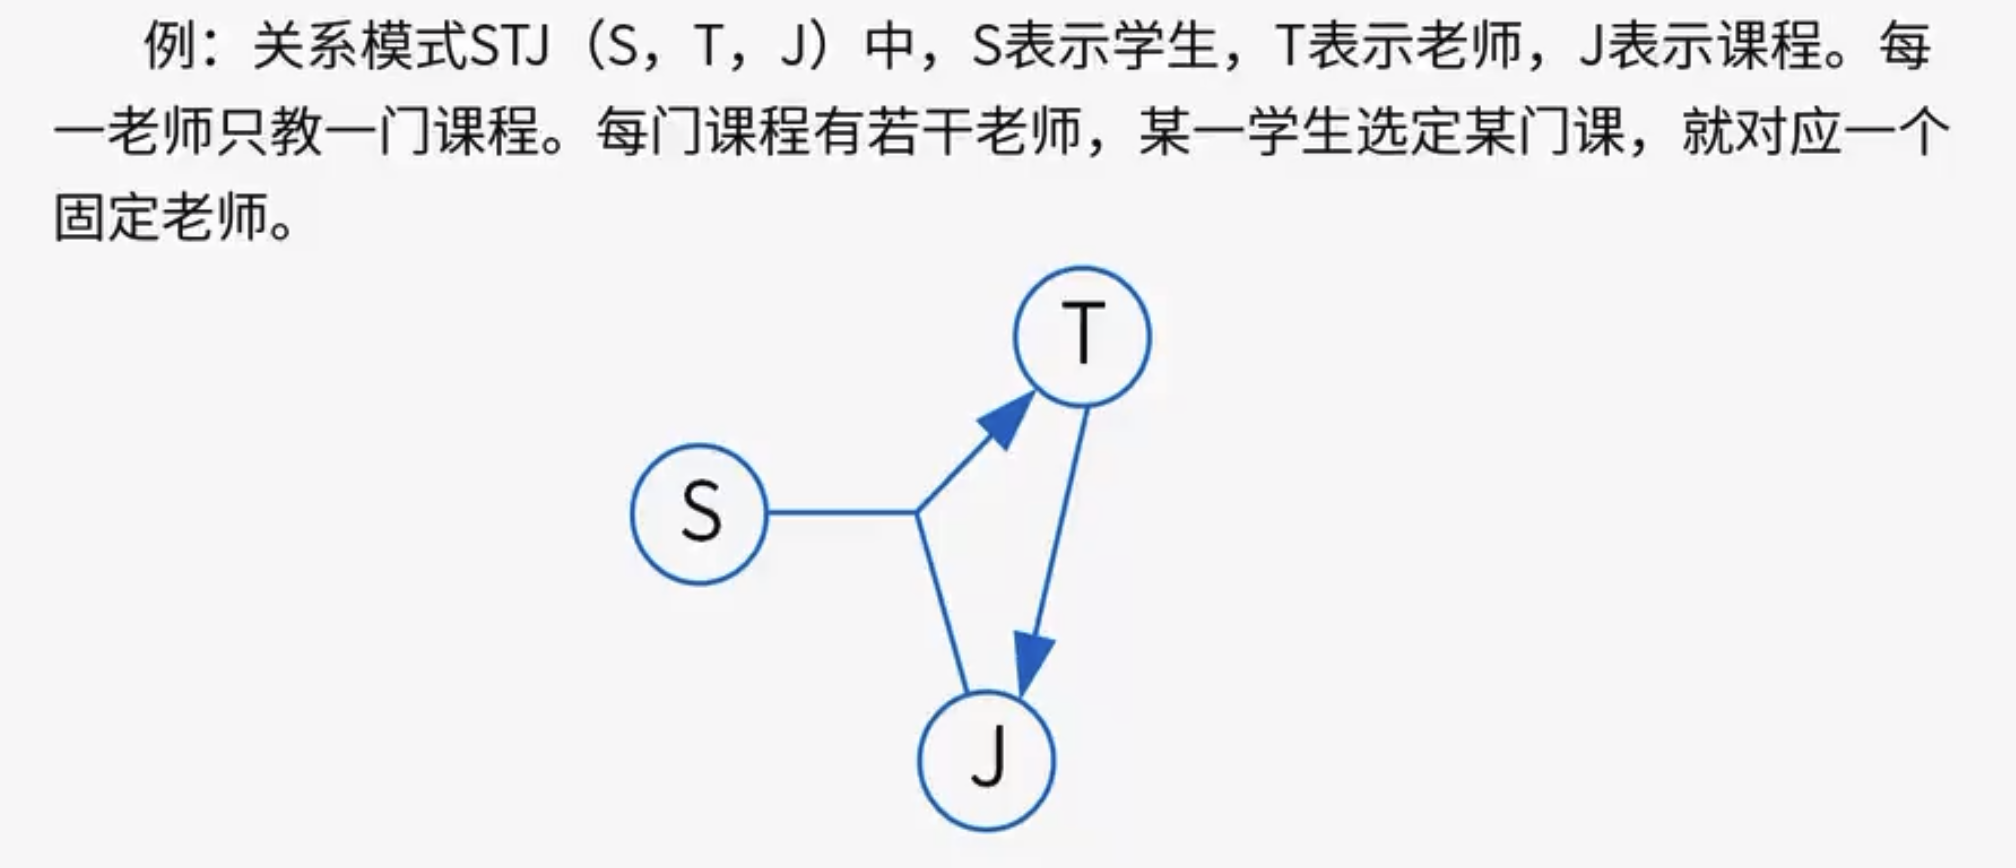 例：关系模式STJ（S，T，J）中，S表示学生，T表示老师，J表示课程。每
一老师只教一门课程。每门课程有若干老师，某一学生选定某门课，就对应一个
固定老师。
T
S
J